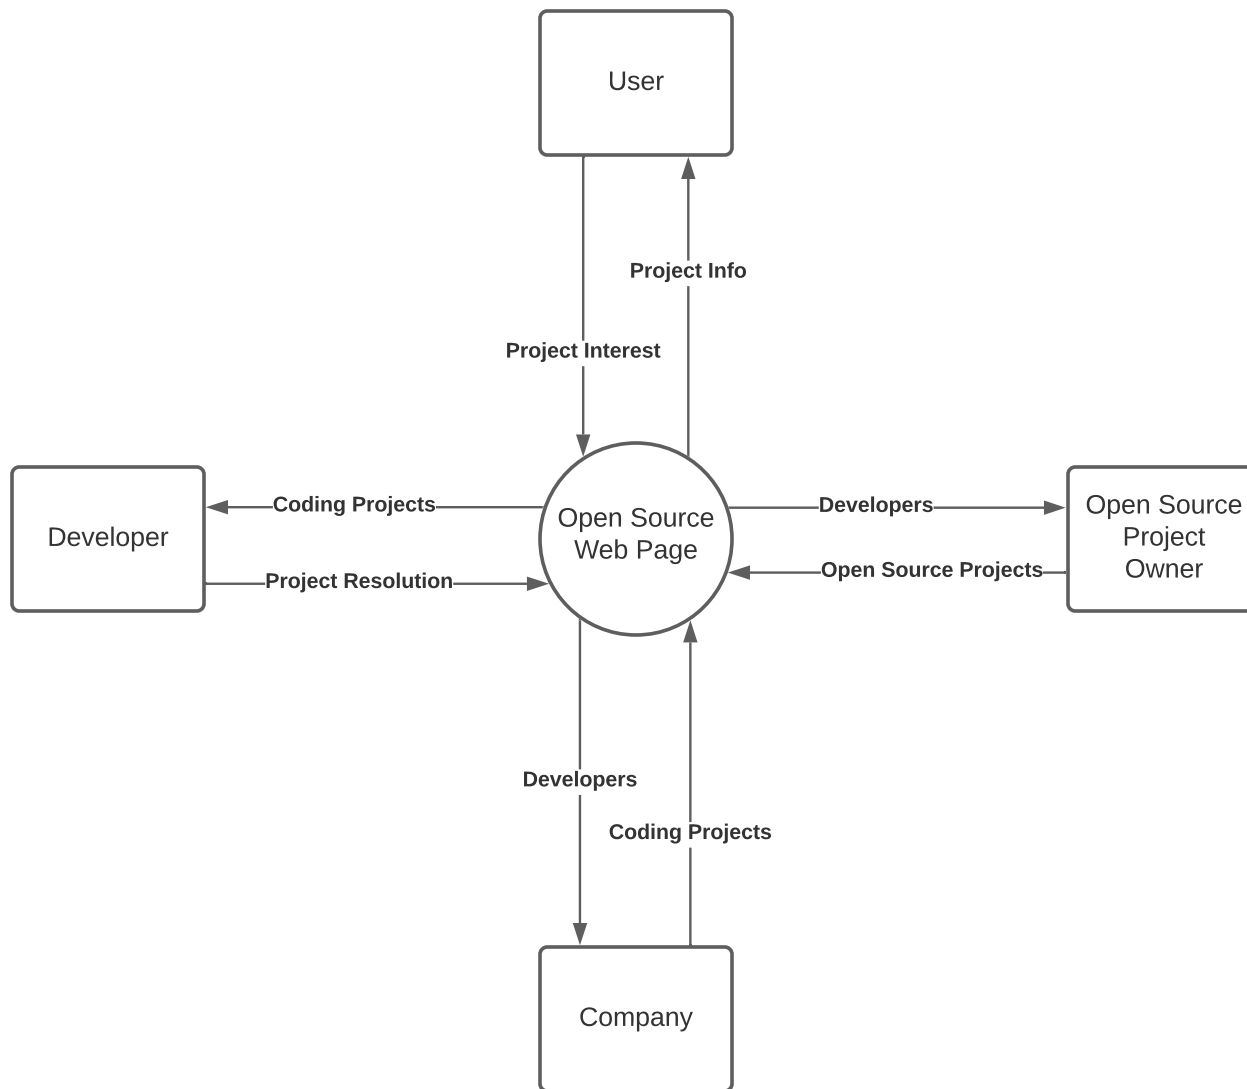 User
Project Info
Project Interest
Coding Projects
Developer
Project Resolution
Open Source
Web Page
Developers
Open Source Projects
Open Source
Project
Owner
Developers
Coding Projects
Company